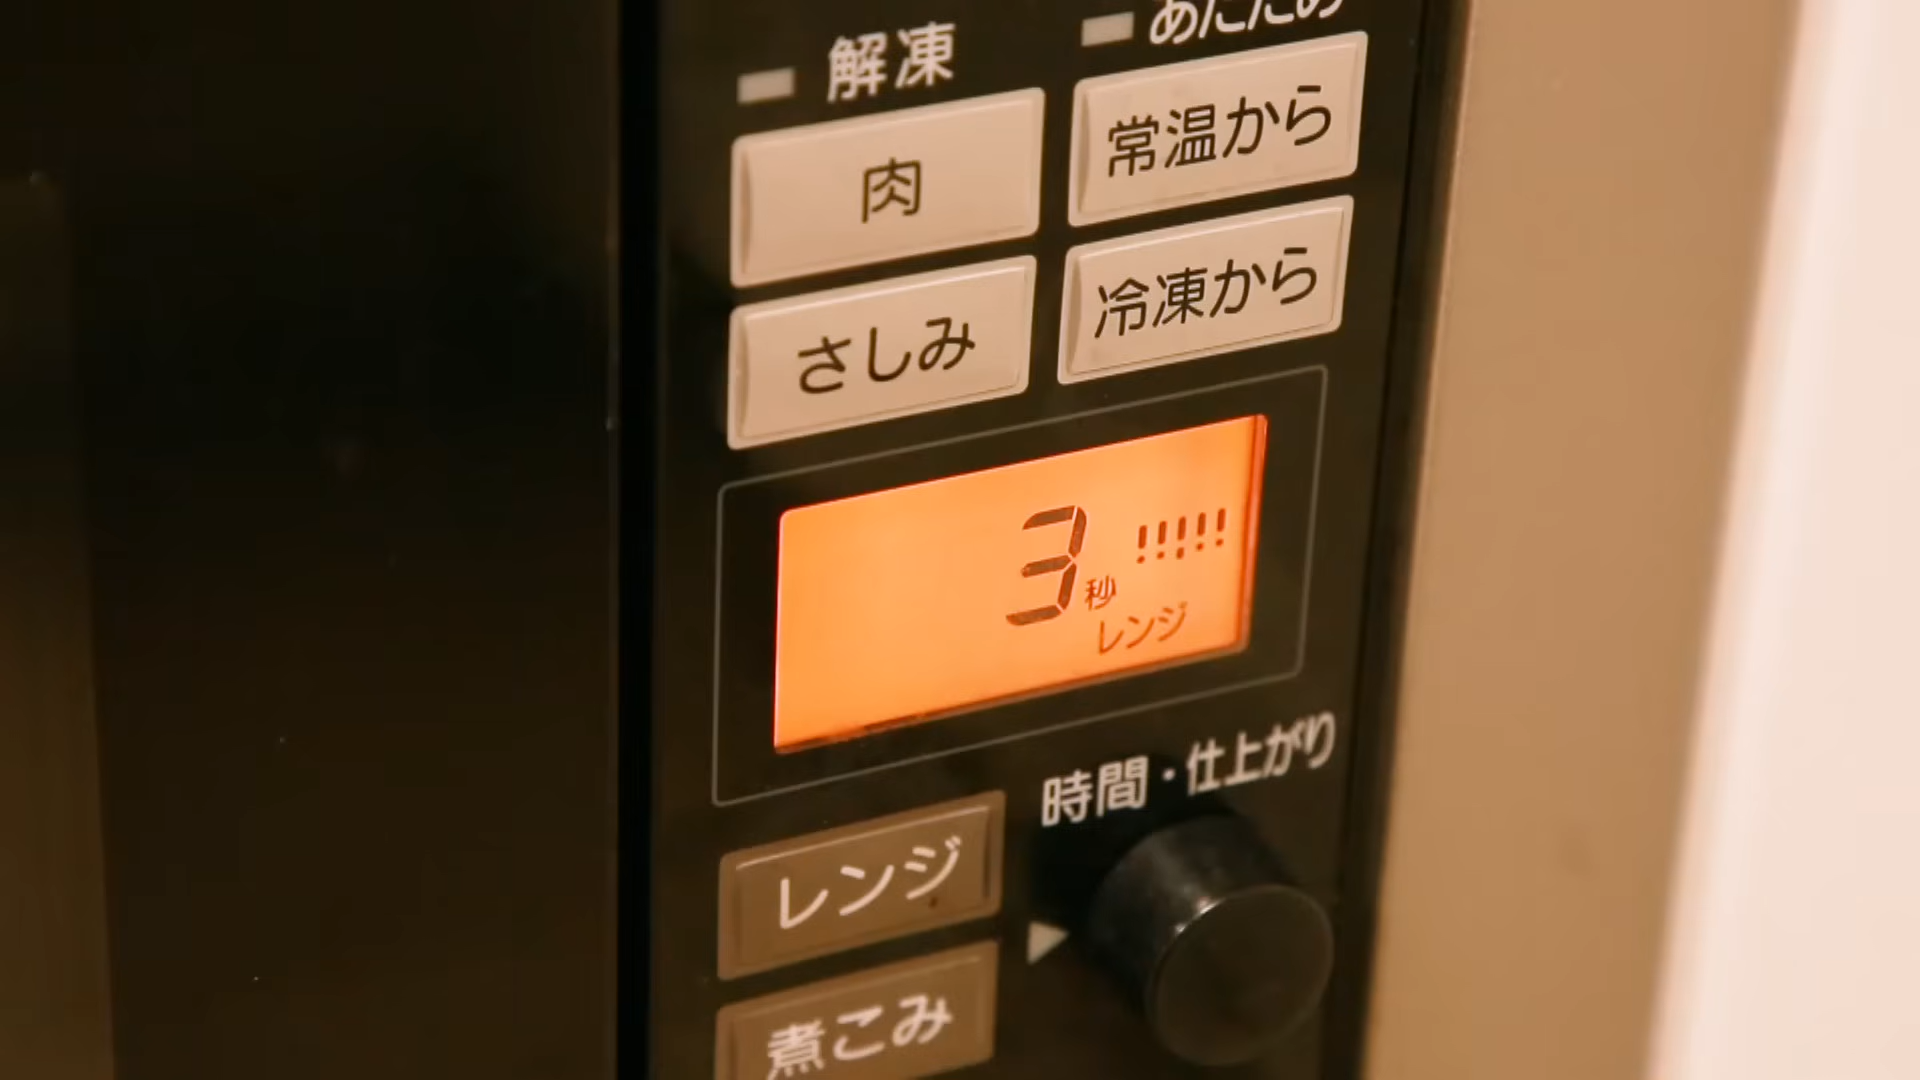 解凍
あたため
肉
常温から
さしみ
冷凍から
3秒
レンジ
時間・仕上がり
レンジ
煮こみ